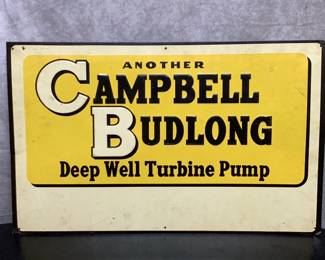 ANOTHER
CAMPBELL
BUDLONG
Deep Well Turbine Pump